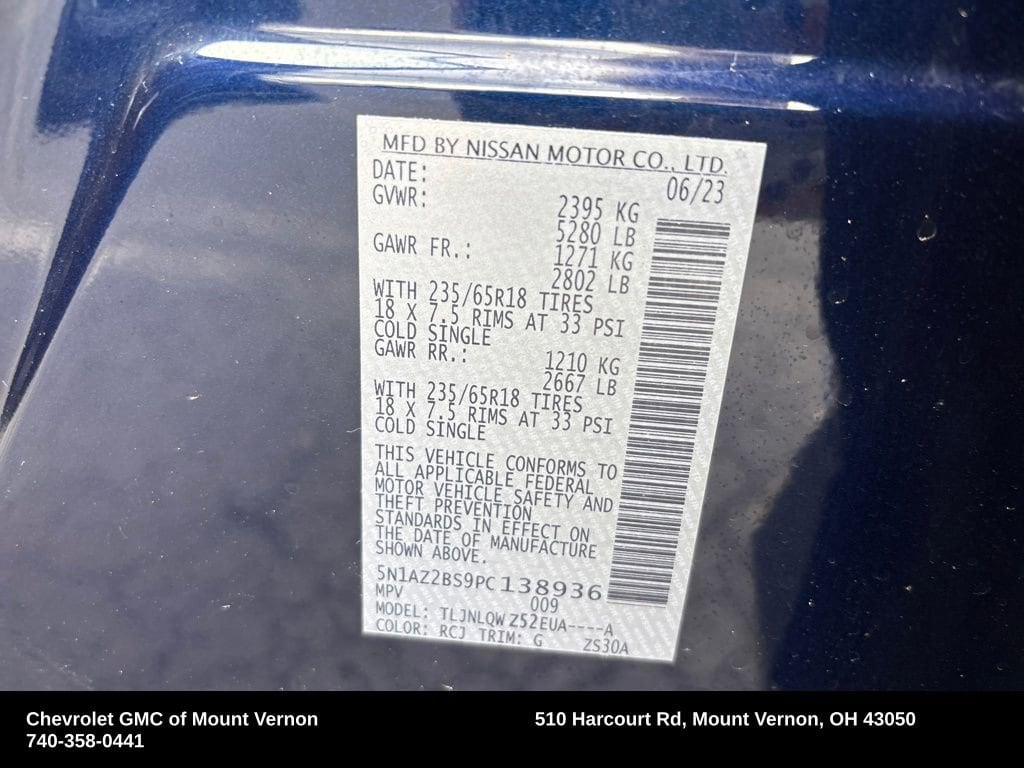 MFD BY NISSAN MOTOR CO., LTD.
DATE: 06/23
GVWR: 2395 KG
5280 LB
GAWR FR.: 1271 KG
2802 LB
WITH 235/65R18 TIRES
18 X 7.5 RIMS AT 33 PSI
COLD SINGLE
GAWR RR.: 1210 KG
2667 LB
WITH 235/65R18 TIRES
18 X 7.5 RIMS AT 33 PSI
COLD SINGLE
THIS VEHICLE CONFORMS TO
ALL APPLICABLE FEDERAL
MOTOR VEHICLE SAFETY AND
THEFT PREVENTION
STANDARDS IN EFFECT ON
THE DATE OF MANUFACTURE
SHOWN ABOVE.
5N1AZ2BS9PC138936
MPV 009
MODEL: TLJNLQWZ52EUA----A
COLOR: RCJ TRIM: G ZS30A
Chevrolet GMC of Mount Vernon
740-358-0441
510 Harcourt Rd, Mount Vernon, OH 43050